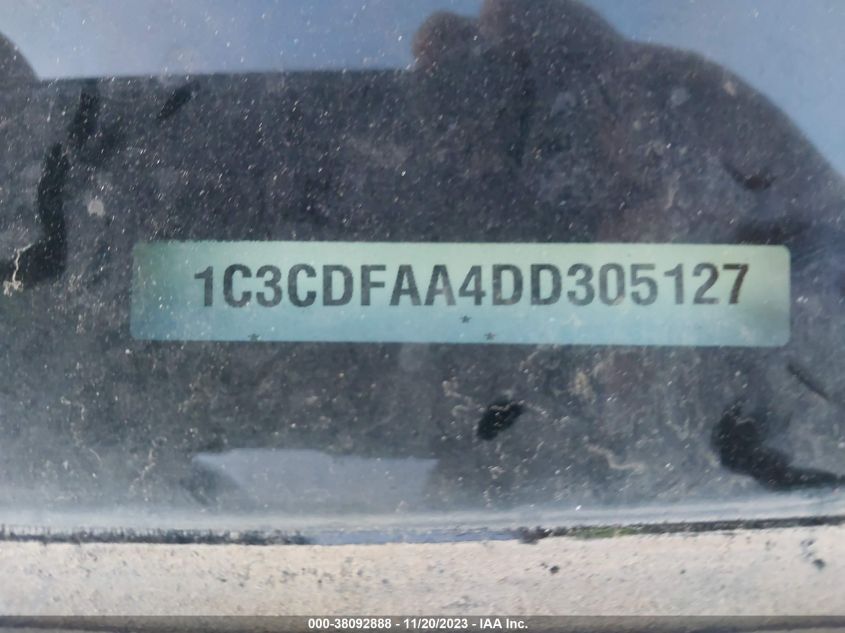 1C3CDFAA4DD305127
000-38092888 - 11/20/2023 - IAA Inc.